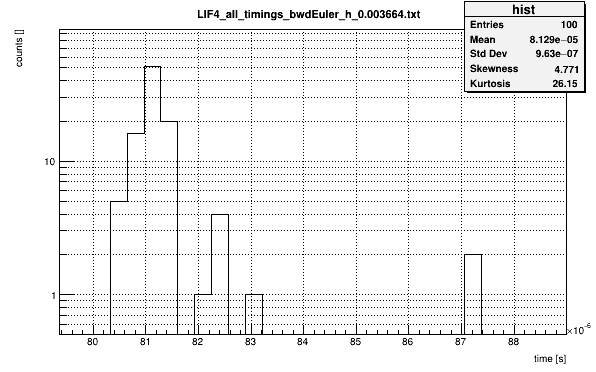 LIF4_all_timings_bwdEuler_h_0.003664.txt
hist
Entries 100
Mean 8.129e−05
Std Dev 9.63e−07
Skewness 4.771
Kurtosis 26.15
counts []
10
1
80 81 82 83 84 85 86 87 88
×10⁻⁶
time [s]